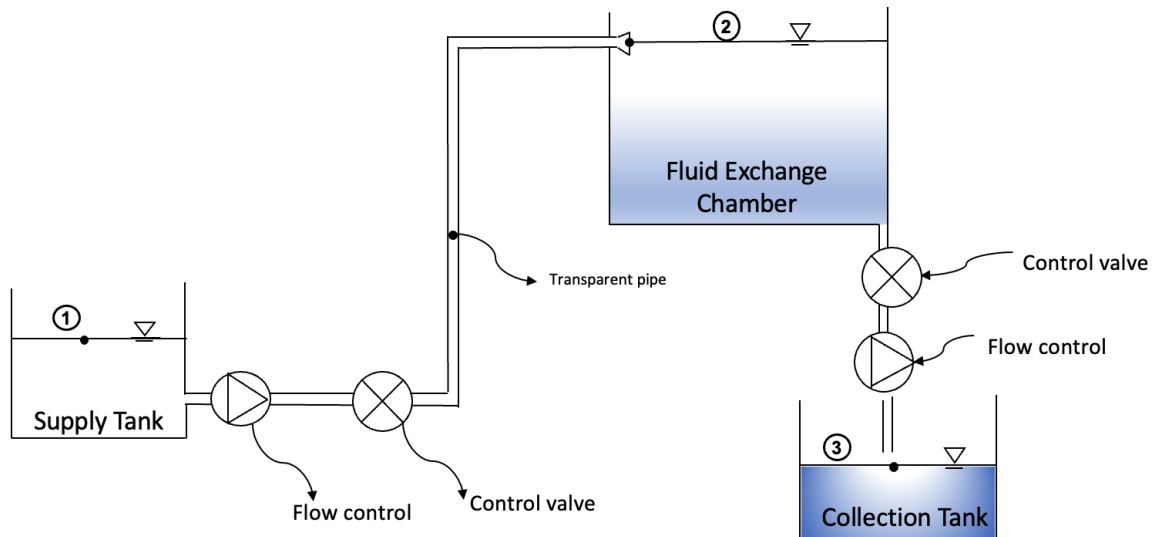 2
Fluid Exchange
Chamber
Control valve
Transparent pipe
1
Flow control
Supply Tank
3
Flow control
Control valve
Collection Tank